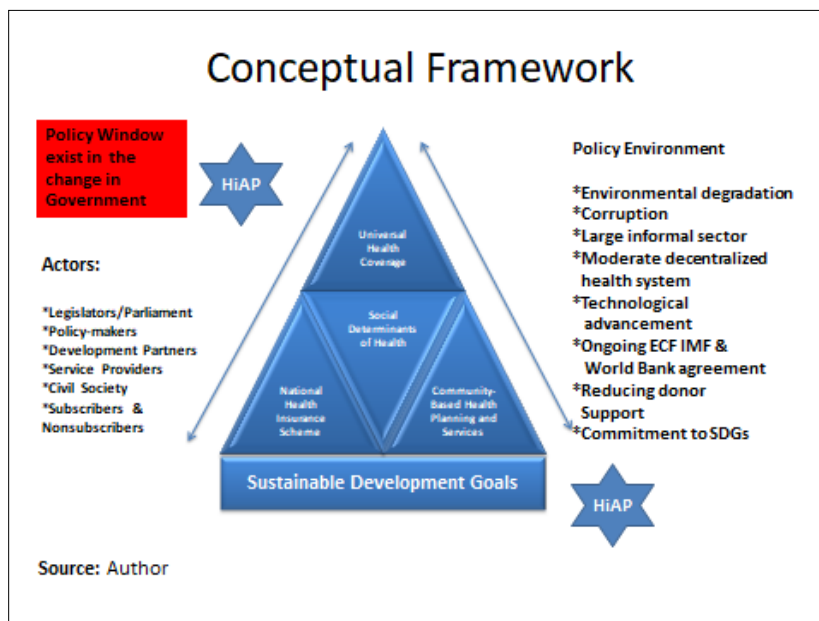 Conceptual Framework
Policy Window
exist in the
change in
Government
HiAP
Actors:
*Legislators/Parliament
*Policy-makers
*Development Partners
*Service Providers
*Civil Society
*Subscribers &
Nonsubscribers
Universal
Health
Coverage
Social
Determinants
of Health
National
Health
Insurance
Scheme
Community-
Based Health
Planning and
Services
Sustainable Development Goals
Policy Environment
*Environmental degradation
*Corruption
*Large informal sector
*Moderate decentralized
health system
*Technological
advancement
*Ongoing ECF IMF &
World Bank agreement
*Reducing donor
Support
*Commitment to SDGs
HiAP
Source: Author